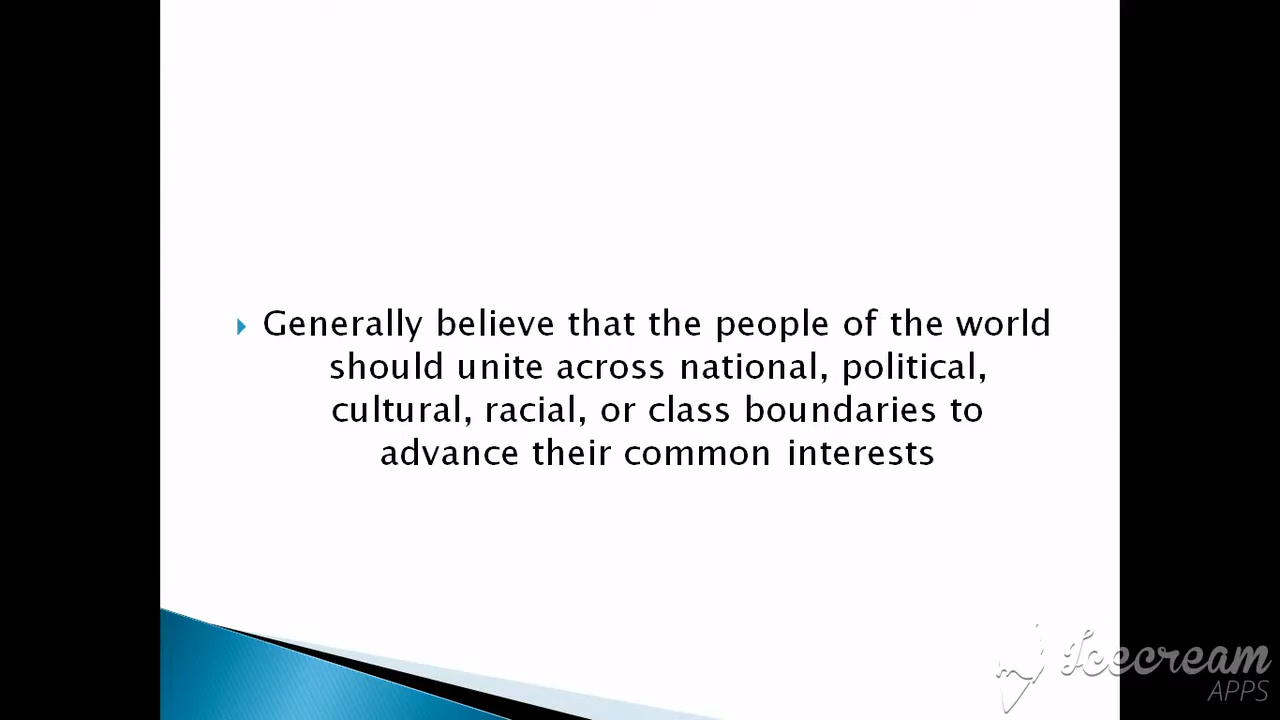 Generally believe that the people of the world
should unite across national, political,
cultural, racial, or class boundaries to
advance their common interests
Icecream
APPS